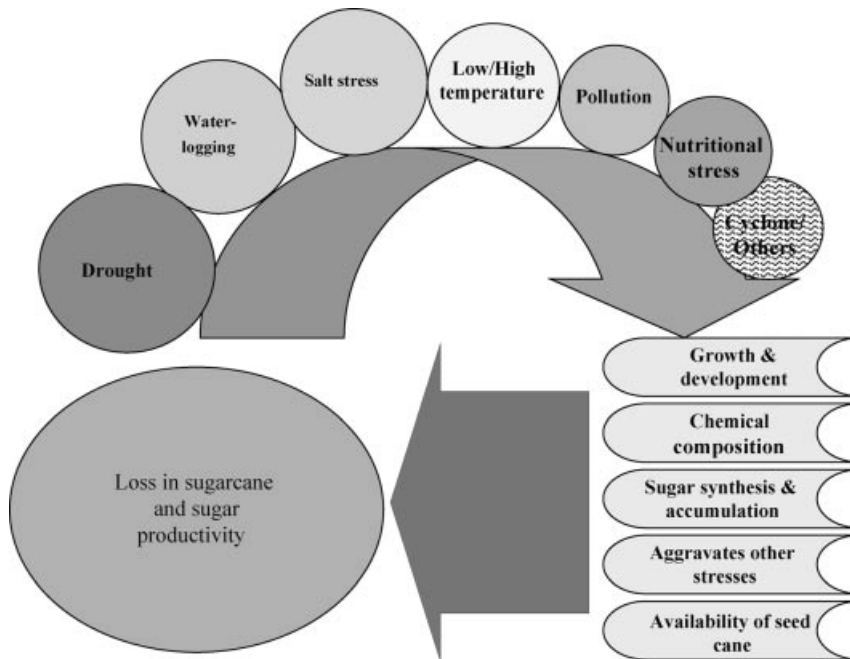 Drought
Water-
logging
Salt stress
Low/High
temperature
Pollution
Nutritional
stress
Cyclone/
Others
Growth &
development
Chemical
composition
Sugar synthesis &
accumulation
Aggravates other
stresses
Availability of seed
cane
Loss in sugarcane
and sugar
productivity